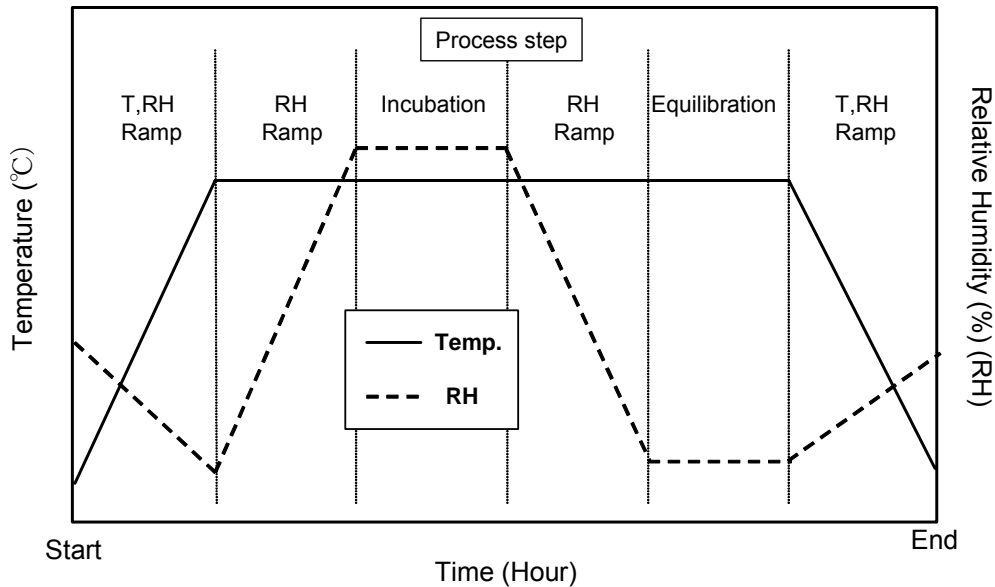 Process step
T,RH
Ramp
RH
Ramp
Incubation
RH
Ramp
Equilibration
T,RH
Ramp
Temperature (℃)
Relative Humidity (%) (RH)
Temp.
RH
Start
End
Time (Hour)